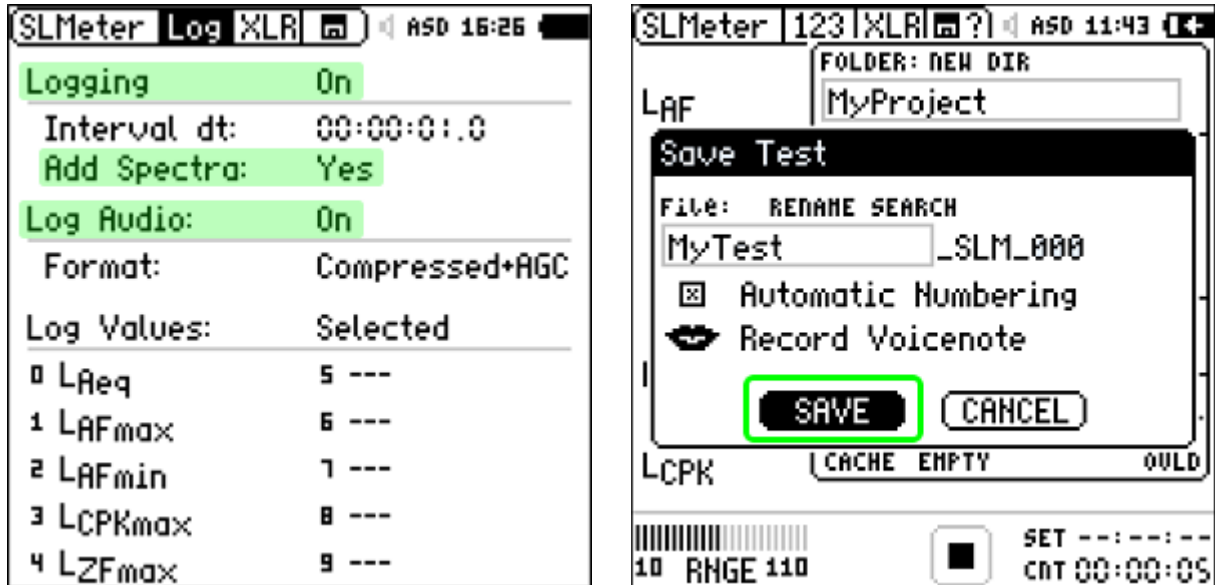 SLMeter Log XLR ASD 16:26
Logging On
Interval dt: 00:00:01.0
Add Spectra: Yes
Log Audio: On
Format: Compressed+AGC
Log Values: Selected
0 LAeq 5 ---
1 LAFmax 6 ---
2 LAFmin 7 ---
3 LCPKmax 8 ---
4 LZFmax 9 ---
SLMeter 123 XLR ? ASD 11:43
FOLDER: NEW DIR
MyProject
LAF
Save Test
File: RENAME SEARCH
MyTest _SLM_000
Automatic Numbering
Record Voicenote
SAVE CANCEL
LCPK CACHE EMPTY
SET --:--:--
10 RNGE 110 CNT 00:00:05